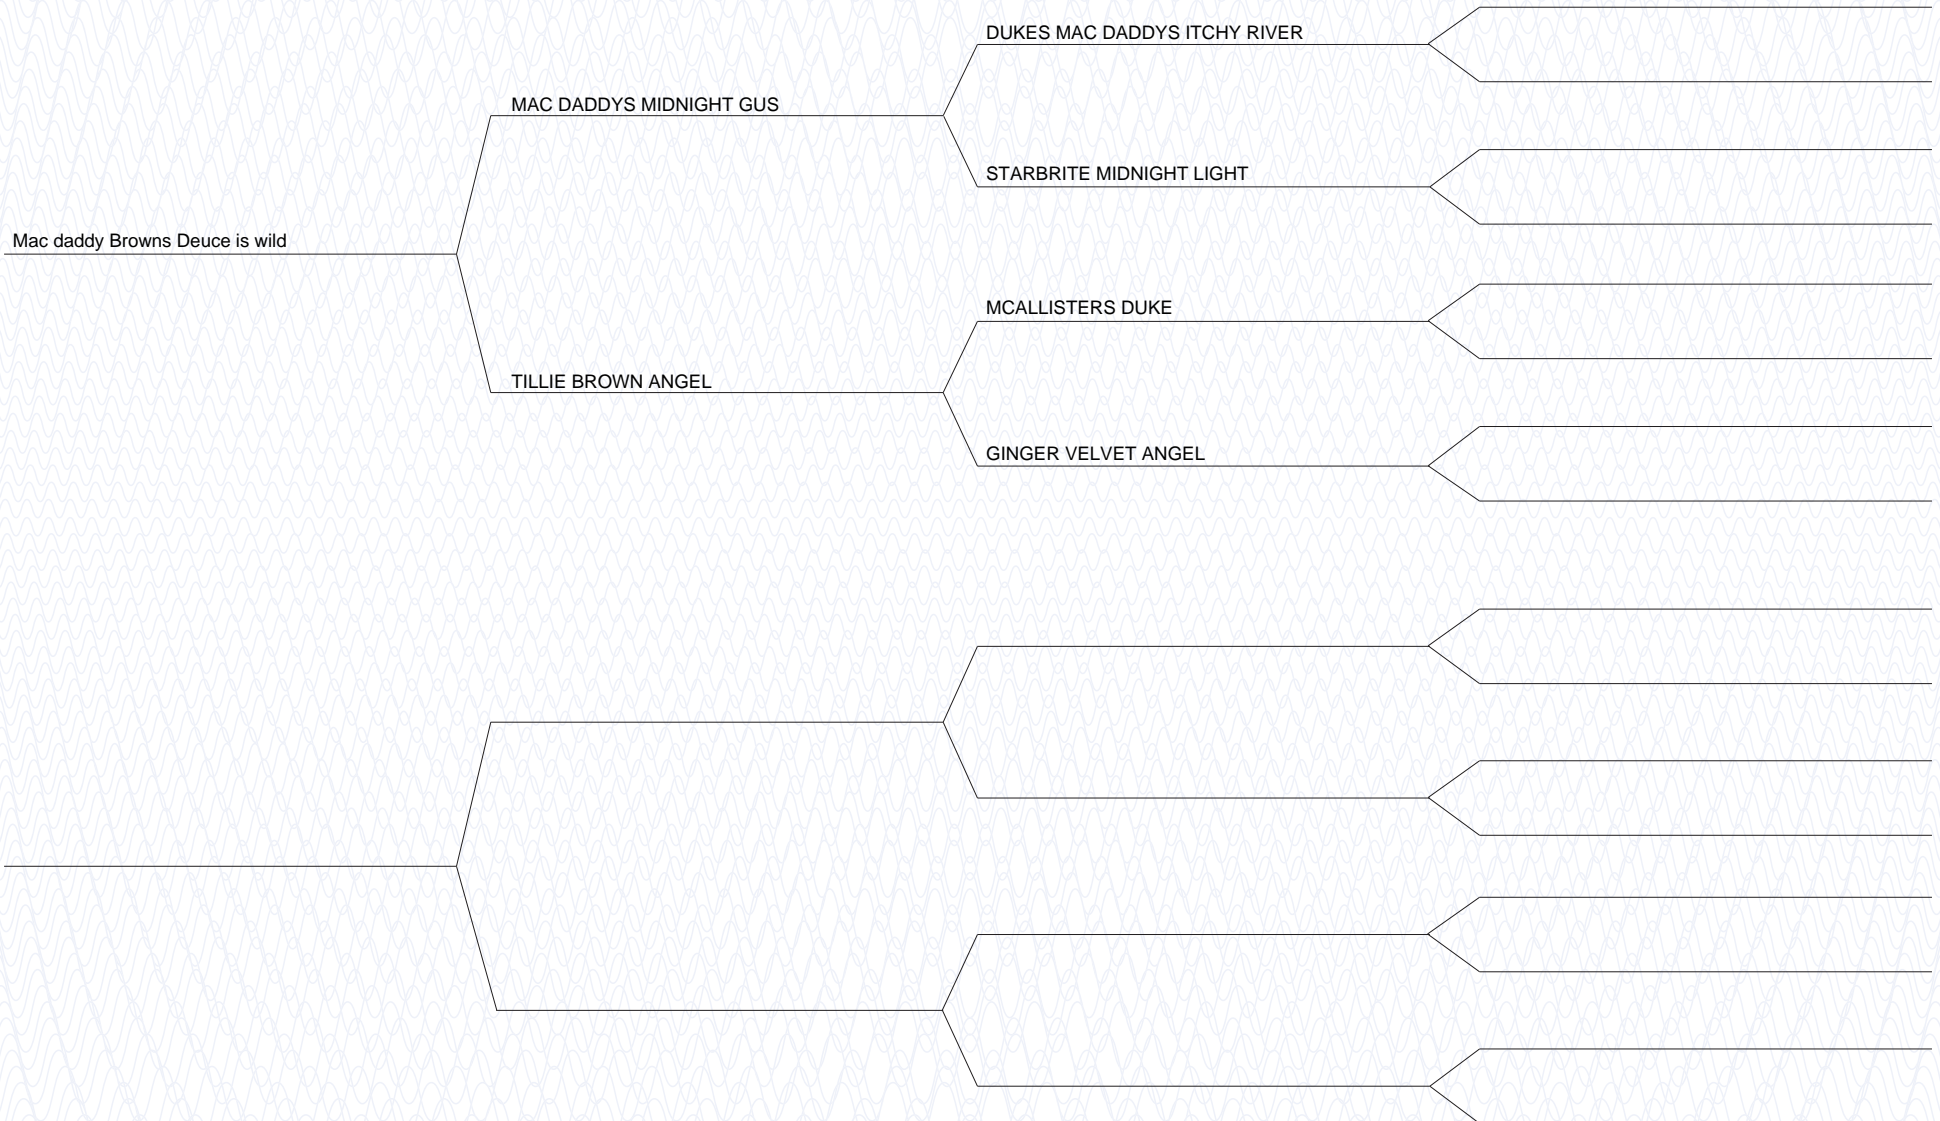 DUKES MAC DADDYS ITCHY RIVER
MAC DADDYS MIDNIGHT GUS
STARBRITE MIDNIGHT LIGHT
Mac daddy Browns Deuce is wild
MCALLISTERS DUKE
TILLIE BROWN ANGEL
GINGER VELVET ANGEL